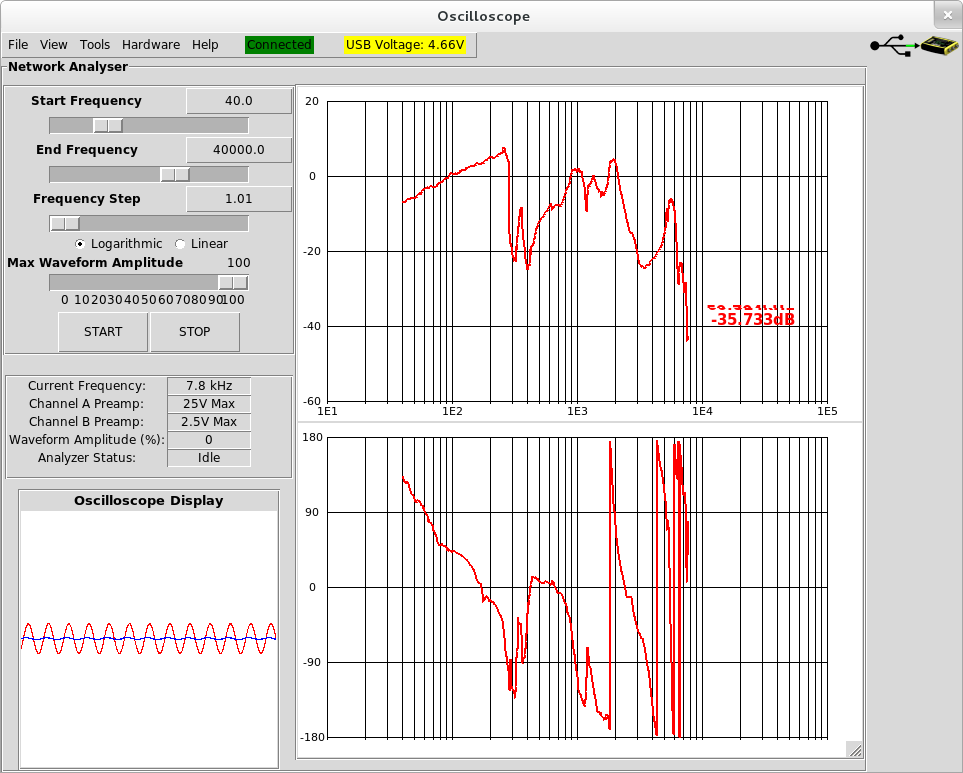 Oscilloscope
File View Tools Hardware Help Connected USB Voltage: 4.66V
Network Analyser
Start Frequency 40.0
End Frequency 40000.0
Frequency Step 1.01
Logarithmic Linear
Max Waveform Amplitude 100
0 10 20 30 40 50 60 70 80 90 100
START STOP
Current Frequency: 7.8 kHz
Channel A Preamp: 25V Max
Channel B Preamp: 2.5V Max
Waveform Amplitude (%): 0
Analyzer Status: Idle
Oscilloscope Display
20
0
-20
-40
-60
1E1 1E2 1E3 1E4 1E5
-35.733dB
180
90
0
-90
-180